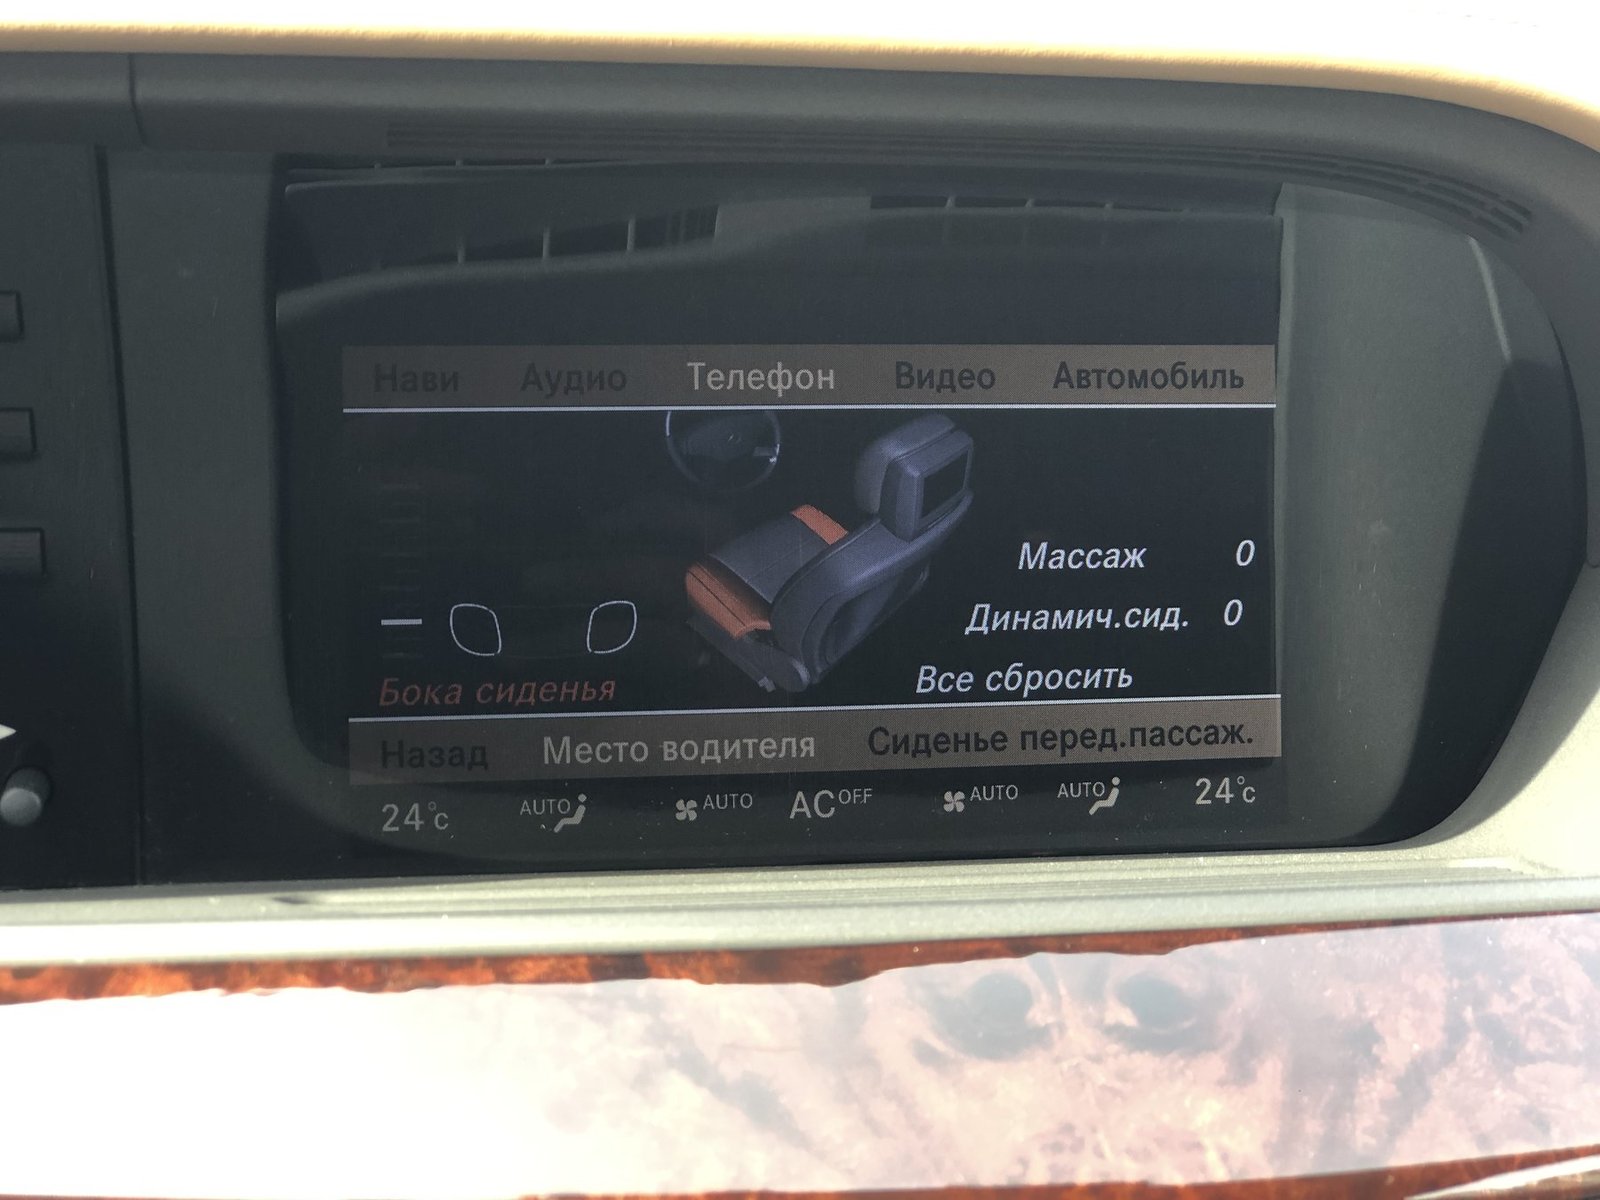 Нави Аудио Телефон Видео Автомобиль
Массаж 0
Динамич.сид. 0
Бока сиденья
Все сбросить
Назад Место водителя Сиденье перед.пассаж.
24°C AUTO AUTO AC OFF AUTO AUTO 24°C